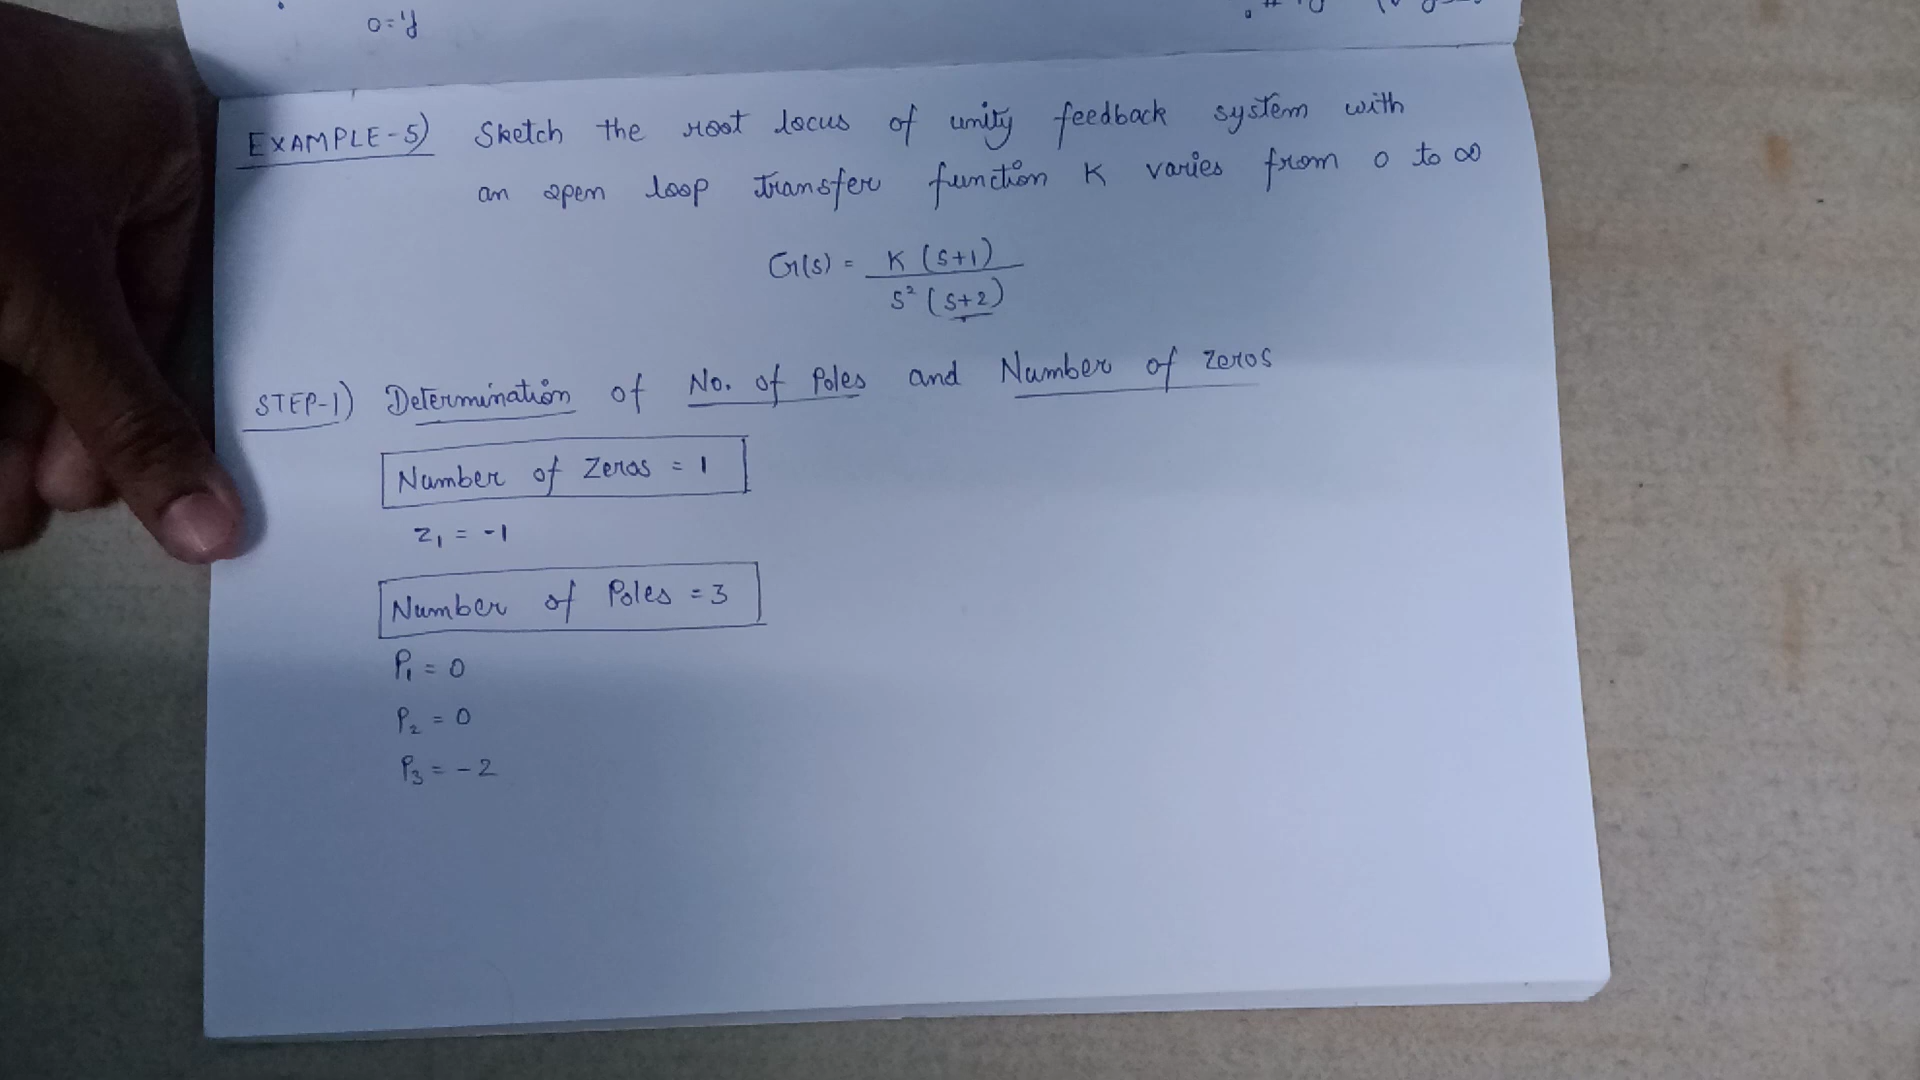 EXAMPLE-5) Sketch the root locus of unity feedback system with
an open loop transfer function K varies from 0 to ∞
G(s) = K (s+1)
s² (s+2)
STEP-1) Determination of No. of Poles and Number of zeros
Number of Zeros = 1
z₁ = -1
Number of Poles = 3
P₁ = 0
P₂ = 0
P₃ = -2